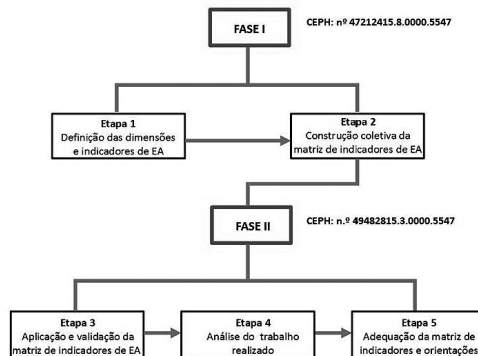 FASE I
CEPH: nº 47212415.8.0000.5547
Etapa 1
Definição das dimensões
e indicadores de EA
Etapa 2
Construção coletiva da
matriz de indicadores de EA
FASE II
CEPH: n.º 49482815.3.0000.5547
Etapa 3
Aplicação e validação da
matriz de indicadores de EA
Etapa 4
Análise do trabalho
realizado
Etapa 5
Adequação da matriz de
indicadores e orientações